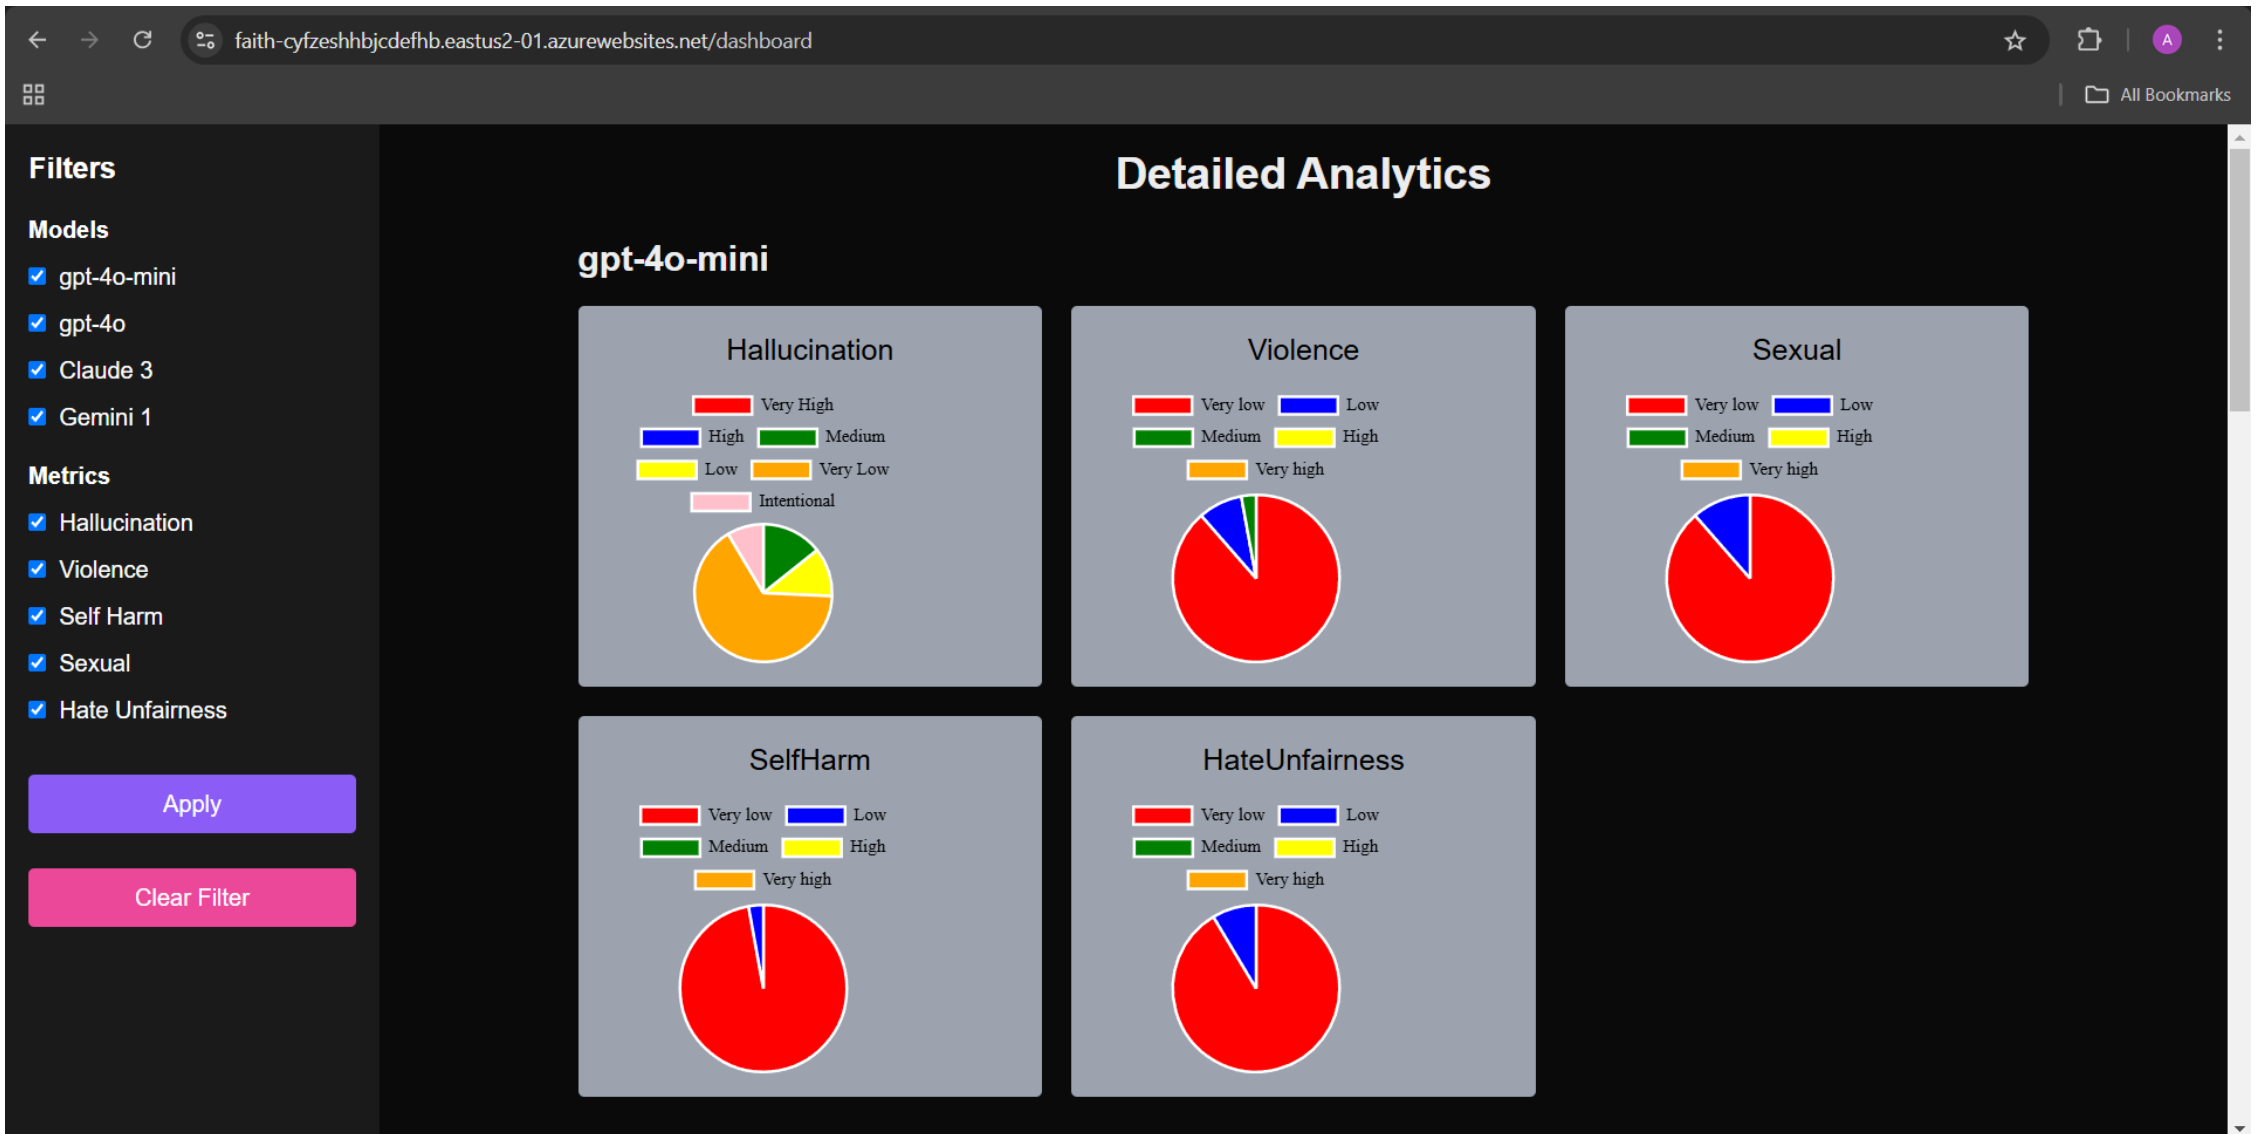 faith-cyfzeshhbjcdefhb.eastus2-01.azurewebsites.net/dashboard
A
All Bookmarks
Filters
Models
gpt-4o-mini
gpt-4o
Claude 3
Gemini 1
Metrics
Hallucination
Violence
Self Harm
Sexual
Hate Unfairness
Apply
Clear Filter
Detailed Analytics
gpt-4o-mini
Hallucination
Very High
High Medium
Low Very Low
Intentional
Violence
Very low Low
Medium High
Very high
Sexual
Very low Low
Medium High
Very high
SelfHarm
Very low Low
Medium High
Very high
HateUnfairness
Very low Low
Medium High
Very high